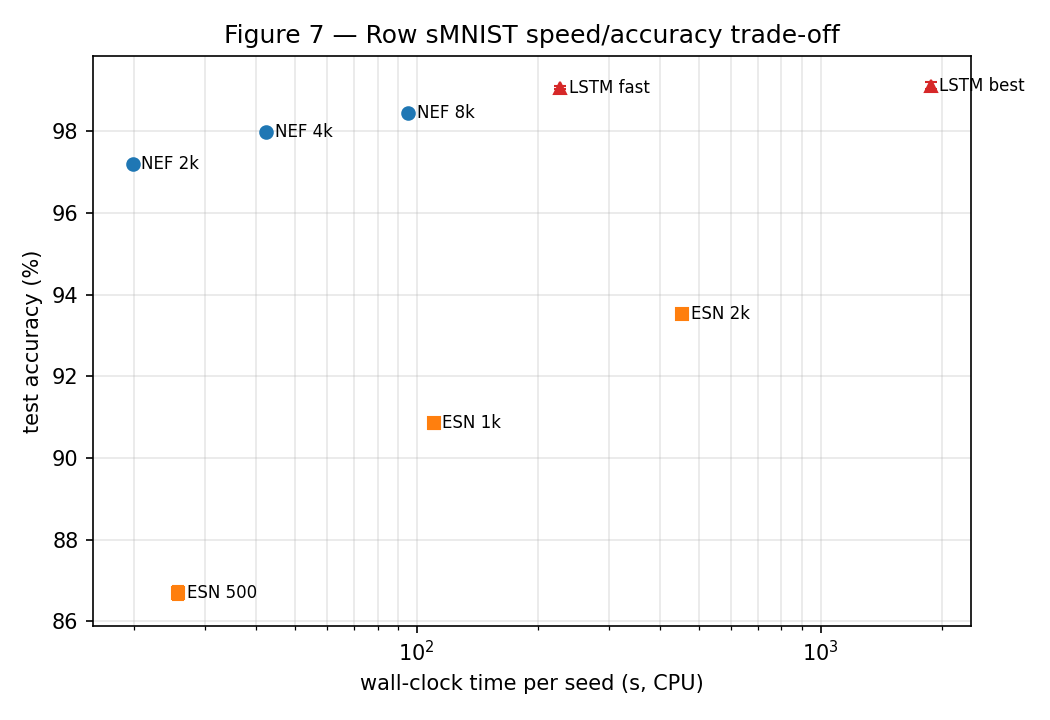 Figure 7 — Row sMNIST speed/accuracy trade-off
test accuracy (%)
98
96
94
92
90
88
86
LSTM fast
LSTM best
NEF 8k
NEF 4k
NEF 2k
ESN 2k
ESN 1k
ESN 500
10²
10³
wall-clock time per seed (s, CPU)